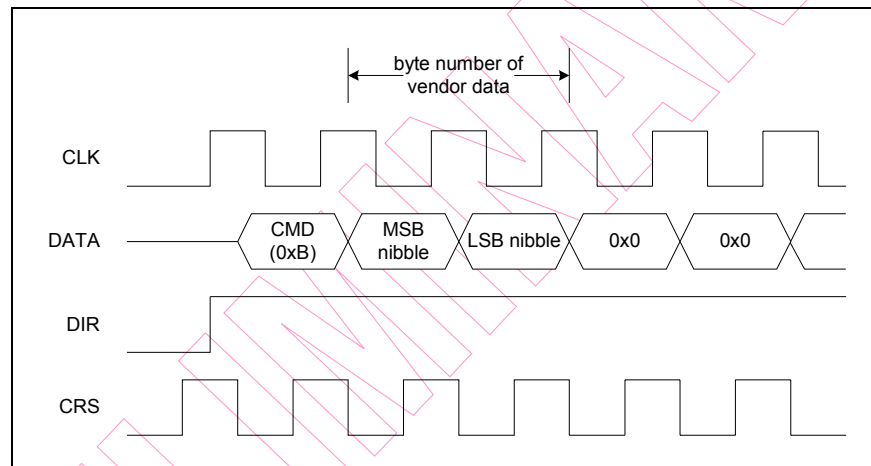 byte number of
vendor data
CLK
DATA
CMD
(0xB)
MSB
nibble
LSB nibble
0x0
0x0
DIR
CRS